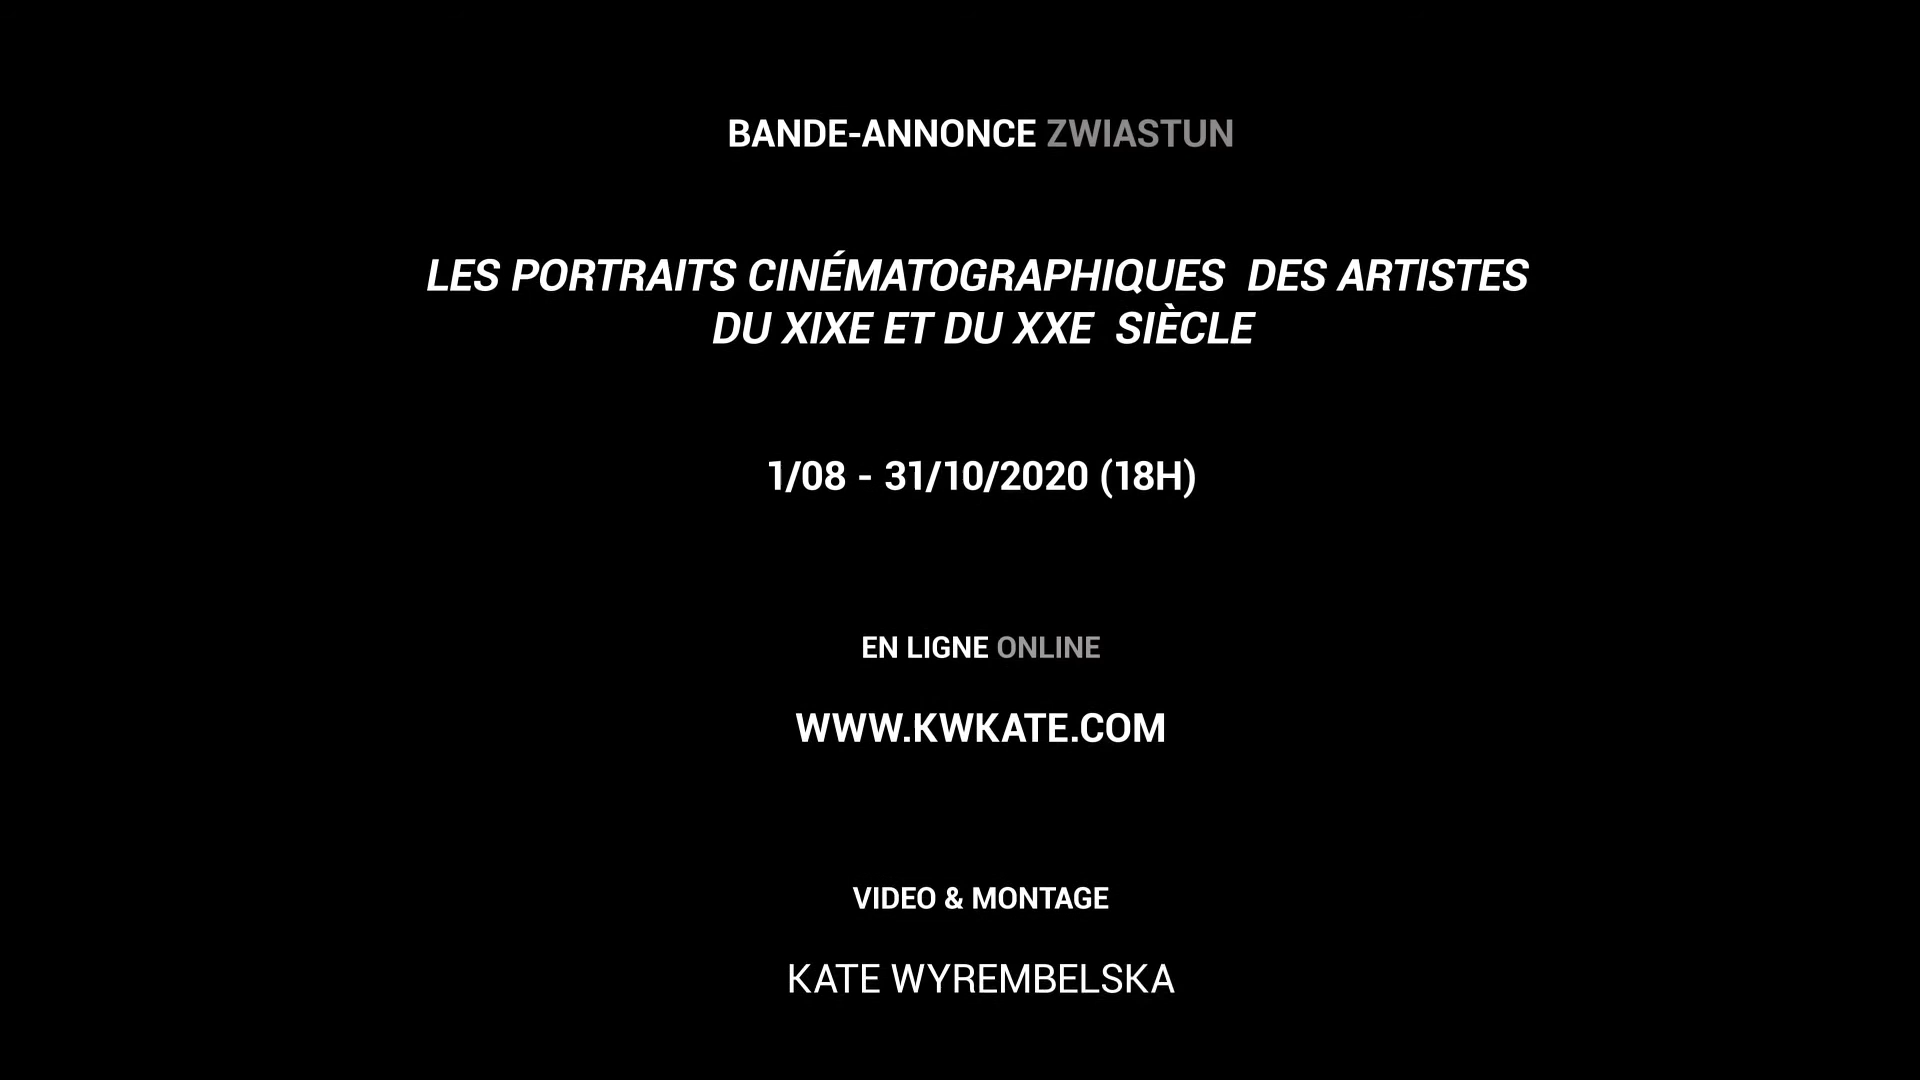 BANDE-ANNONCE ZWIASTUN
LES PORTRAITS CINÉMATOGRAPHIQUES DES ARTISTES
DU XIXE ET DU XXE SIÈCLE
1/08 - 31/10/2020 (18H)
EN LIGNE ONLINE
WWW.KWKATE.COM
VIDEO & MONTAGE
KATE WYREMBELSKA